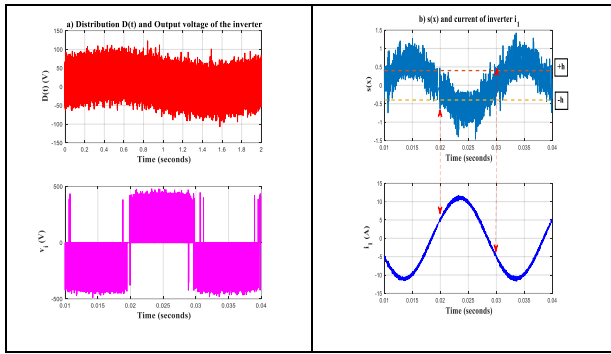 a) Distribution D(t) and Output voltage of the inverter
D(t) (V)
150
100
50
0
-50
-100
-150
0 0.2 0.4 0.6 0.8 1 1.2 1.4 1.6 1.8 2
Time (seconds)
v₁ (V)
500
0
-500
0.01 0.015 0.02 0.025 0.03 0.035 0.04
Time (seconds)
b) s(x) and current of inverter i₁
s(x)
1.5
1
0.5
0
-0.5
-1
-1.5
+h
-h
0.01 0.015 0.02 0.025 0.03 0.035 0.04
Time (seconds)
i₁ (A)
15
10
5
0
-5
-10
-15
0.01 0.015 0.02 0.025 0.03 0.035 0.04
Time (seconds)